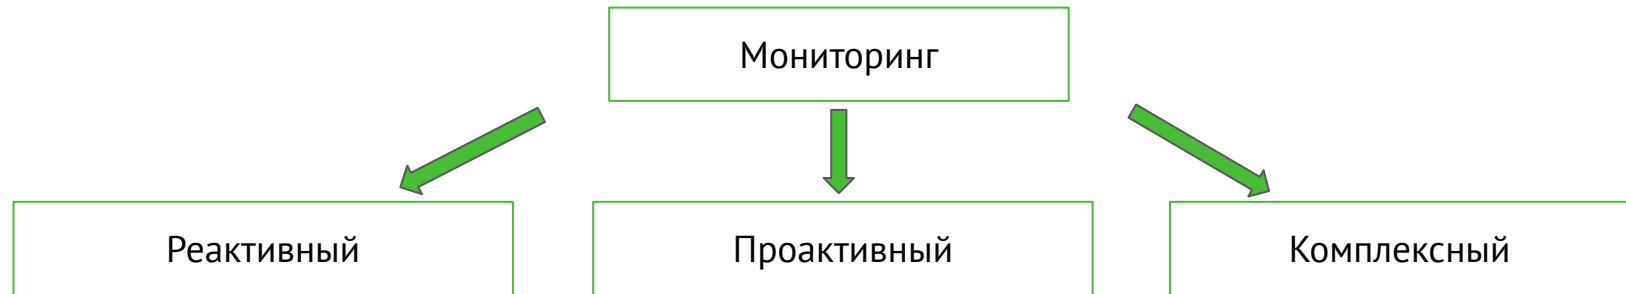 Мониторинг
Реактивный
Проактивный
Комплексный